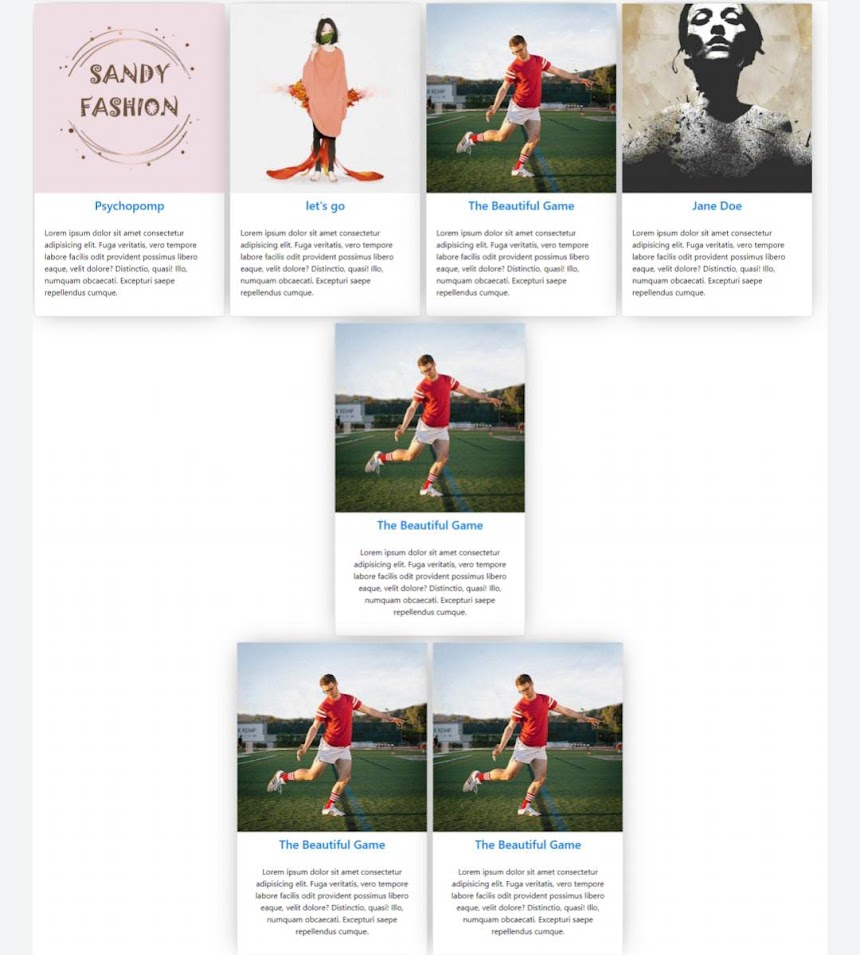 SANDY
FASHION
Psychopomp
Lorem ipsum dolor sit amet consectetur
adipisicing elit. Fuga veritatis, vero tempore
labore facilis odit provident possimus libero
eaque, velit dolore? Distinctio, quasi! Illo,
numquam obcaecati. Excepturi saepe
repellendus cumque.
let's go
Lorem ipsum dolor sit amet consectetur
adipisicing elit. Fuga veritatis, vero tempore
labore facilis odit provident possimus libero
eaque, velit dolore? Distinctio, quasi! Illo,
numquam obcaecati. Excepturi saepe
repellendus cumque.
The Beautiful Game
Lorem ipsum dolor sit amet consectetur
adipisicing elit. Fuga veritatis, vero tempore
labore facilis odit provident possimus libero
eaque, velit dolore? Distinctio, quasi! Illo,
numquam obcaecati. Excepturi saepe
repellendus cumque.
Jane Doe
Lorem ipsum dolor sit amet consectetur
adipisicing elit. Fuga veritatis, vero tempore
labore facilis odit provident possimus libero
eaque, velit dolore? Distinctio, quasi! Illo,
numquam obcaecati. Excepturi saepe
repellendus cumque.
The Beautiful Game
Lorem ipsum dolor sit amet consectetur
adipisicing elit. Fuga veritatis, vero tempore
labore facilis odit provident possimus libero
eaque, velit dolore? Distinctio, quasi! Illo,
numquam obcaecati. Excepturi saepe
repellendus cumque.
The Beautiful Game
Lorem ipsum dolor sit amet consectetur
adipisicing elit. Fuga veritatis, vero tempore
labore facilis odit provident possimus libero
eaque, velit dolore? Distinctio, quasi! Illo,
numquam obcaecati. Excepturi saepe
repellendus cumque.
The Beautiful Game
Lorem ipsum dolor sit amet consectetur
adipisicing elit. Fuga veritatis, vero tempore
labore facilis odit provident possimus libero
eaque, velit dolore? Distinctio, quasi! Illo,
numquam obcaecati. Excepturi saepe
repellendus cumque.